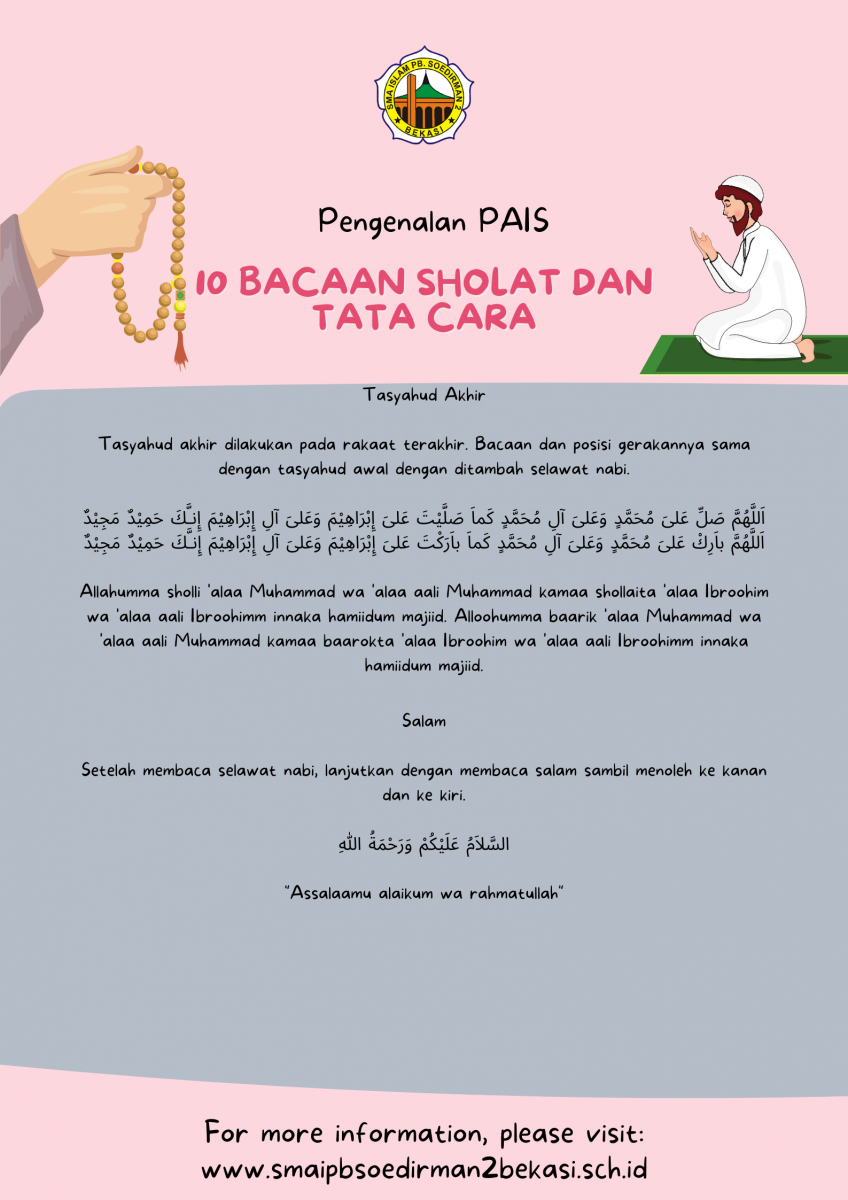 SMA ISLAM PB. SOEDIRMAN 2
BEKASI
Pengenalan PAIS
10 BACAAN SHOLAT DAN
TATA CARA
Tasyahud Akhir
Tasyahud akhir dilakukan pada rakaat terakhir. Bacaan dan posisi gerakannya sama
dengan tasyahud awal dengan ditambah selawat nabi.
اَللَّهُمَّ صَلِّ عَلىَ مُحَمَّدٍ وَعَلىَ آلِ مُحَمَّدٍ كَماَ صَلَّيْتَ عَلىَ إِبْرَاهِيْمَ وَعَلىَ آلِ إِبْرَاهِيْمَ إِنـَّكَ حَمِيْدٌ مَجِيْدٌ
اَللَّهُمَّ باَرِكْ عَلىَ مُحَمَّدٍ وَعَلىَ آلِ مُحَمَّدٍ كَماَ باَرَكْتَ عَلىَ إِبْرَاهِيْمَ وَعَلىَ آلِ إِبْرَاهِيْمَ إِنـَّكَ حَمِيْدٌ مَجِيْدٌ
Allahumma sholli 'alaa Muhammad wa 'alaa aali Muhammad kamaa shollaita 'alaa Ibroohim
wa 'alaa aali Ibroohimm innaka hamiidum majiid. Alloohumma baarik 'alaa Muhammad wa
'alaa aali Muhammad kamaa baarokta 'alaa Ibroohim wa 'alaa aali Ibroohimm innaka
hamiidum majiid.
Salam
Setelah membaca selawat nabi, lanjutkan dengan membaca salam sambil menoleh ke kanan
dan ke kiri.
السَّلاَمُ عَلَيْكُمْ وَرَحْمَةُ اللهِ
"Assalaamu alaikum wa rahmatullah"
For more information, please visit:
www.smaipbsoedirman2bekasi.sch.id